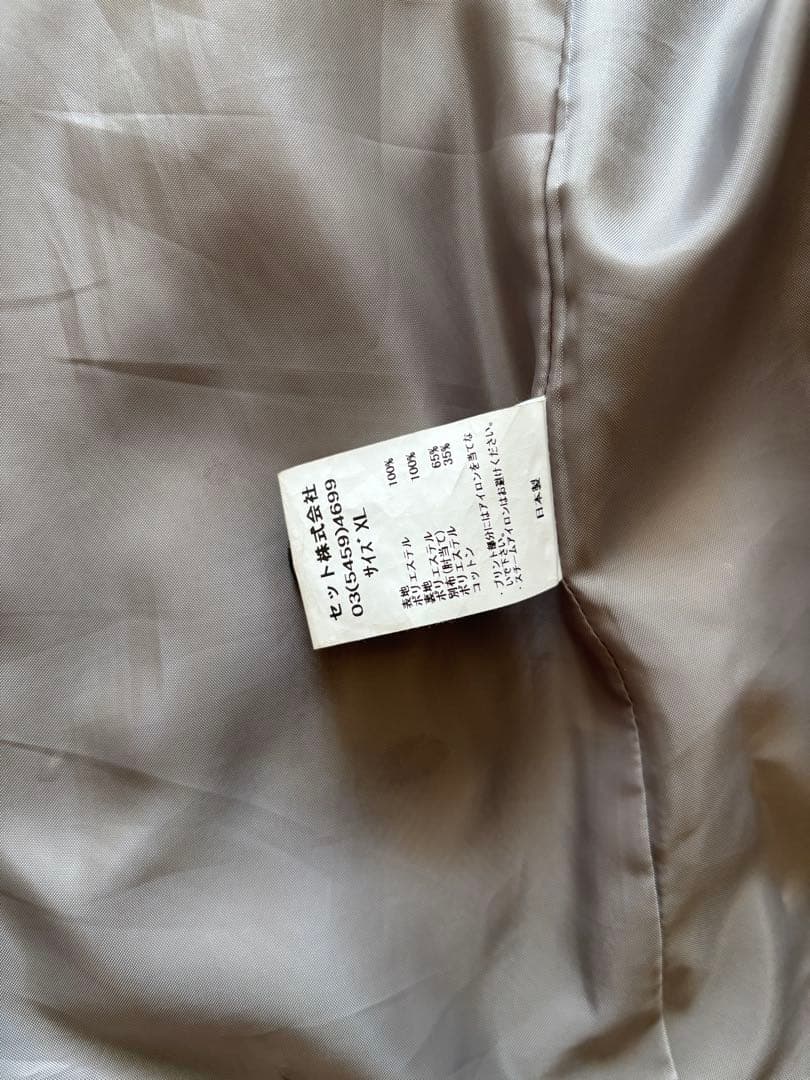 セット株式会社
03(5459)4699
サイズ XL
表地
ポリエステル 100%
裏地
ポリエステル 100%
別布(肘当て)
ポリエステル 65%
コットン 35%
・プリント部分にはアイロンを当てな
いで下さい。
・スチームアイロンはお避けください。
日本製